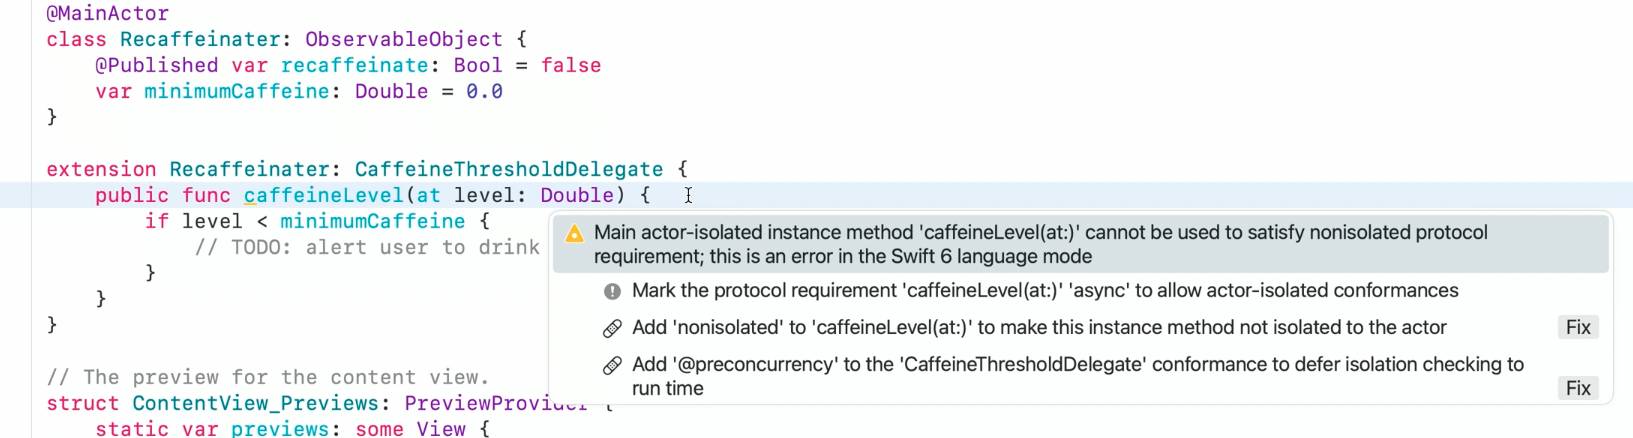 @MainActor
class Recaffeinater: ObservableObject {
    @Published var recaffeinate: Bool = false
    var minimumCaffeine: Double = 0.0
}
extension Recaffeinater: CaffeineThresholdDelegate {
    public func caffeineLevel(at level: Double) {
        if level < minimumCaffeine {
            // TODO: alert user to drink
        }
    }
}
Main actor-isolated instance method 'caffeineLevel(at:)' cannot be used to satisfy nonisolated protocol
requirement; this is an error in the Swift 6 language mode
Mark the protocol requirement 'caffeineLevel(at:)' 'async' to allow actor-isolated conformances
Add 'nonisolated' to 'caffeineLevel(at:)' to make this instance method not isolated to the actor
Fix
Add '@preconcurrency' to the 'CaffeineThresholdDelegate' conformance to defer isolation checking to
run time
Fix
// The preview for the content view.
struct ContentView_Previews: PreviewProvider {
    static var previews: some View {